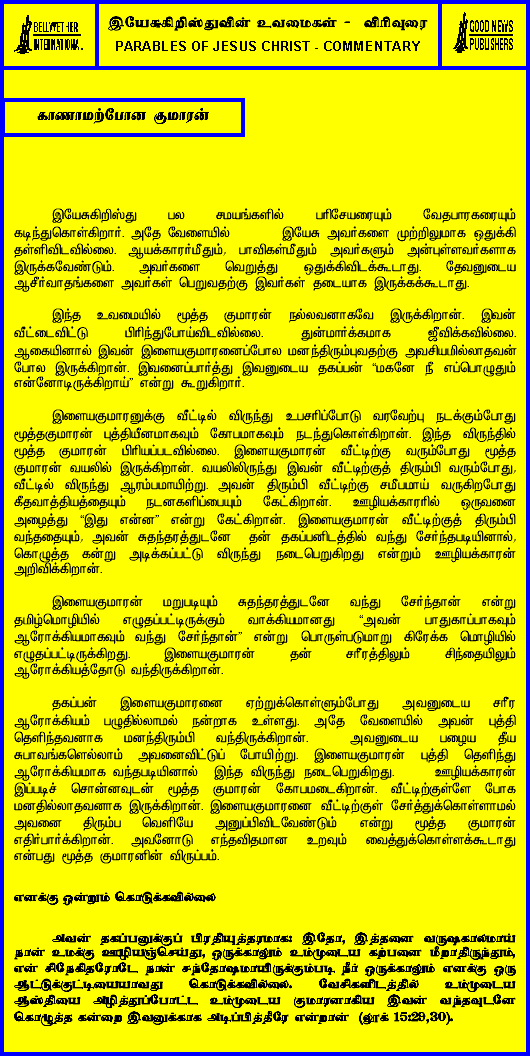 BELLWETHER
INTERNATIONAL.
இயேசுகிறிஸ்துவின் உவமைகள் - விரிவுரை
PARABLES OF JESUS CHRIST - COMMENTARY
GOOD NEWS
PUBLISHERS
காணாமற்போன குமாரன்
இயேசுகிறிஸ்து பல சமயங்களில் பரிசேயரையும் வேதபாரகரையும்
கடிந்துகொள்கிறார். அதே வேளையில் இயேசு அவர்களை முற்றிலுமாக ஒதுக்கி
தள்ளிவிடவில்லை. ஆயக்காரர்மீதும், பாவிகள்மீதும் அவர்களும் அன்புள்ளவர்களாக
இருக்கவேண்டும். அவர்களை வெறுத்து ஒதுக்கிவிடக்கூடாது. தேவனுடைய
ஆசீர்வாதங்களை அவர்கள் பெறுவதற்கு இவர்கள் தடையாக இருக்கக்கூடாது.
இந்த உவமையில் மூத்த குமாரன் நல்லவனாகவே இருக்கிறான். இவன்
வீட்டைவிட்டு பிரிந்துபோய்விடவில்லை. துன்மார்க்கமாக ஜீவிக்கவில்லை.
ஆகையினால் இவன் இளையகுமாரனைப்போல மனந்திரும்புவதற்கு அவசியமில்லாதவன்
போல இருக்கிறான். இவனைப்பார்த்து இவனுடைய தகப்பன் “மகனே நீ எப்பொழுதும்
என்னோடிருக்கிறாய்” என்று கூறுகிறார்.
இளையகுமாரனுக்கு வீட்டில் விருந்து உபசரிப்போடு வரவேற்பு நடக்கும்போது
மூத்தகுமாரன் புத்தியீனமாகவும் கோபமாகவும் நடந்துகொள்கிறான். இந்த விருந்தில்
மூத்த குமாரன் பிரியப்படவில்லை. இளையகுமாரன் வீட்டிற்கு வரும்போது மூத்த
குமாரன் வயலில் இருக்கிறான். வயலிலிருந்து இவன் வீட்டிற்குத் திரும்பி வரும்போது,
வீட்டில் விருந்து ஆரம்பமாயிற்று. அவன் திரும்பி வீட்டிற்கு சமீபமாய் வருகிறபோது
கீதவாத்தியத்தையும் நடனகளிப்பையும் கேட்கிறான். ஊழியக்காரரில் ஒருவனை
அழைத்து “இது என்ன” என்று கேட்கிறான். இளையகுமாரன் வீட்டிற்குத் திரும்பி
வந்ததையும், அவன் சுதந்தரத்துடனே தன் தகப்பனிடத்தில் வந்து சேர்ந்தபடியினால்,
கொழுத்த கன்று அடிக்கப்பட்டு விருந்து நடைபெறுகிறது என்றும் ஊழியக்காரன்
அறிவிக்கிறான்.
இளையகுமாரன் மறுபடியும் சுதந்தரத்துடனே வந்து சேர்ந்தான் என்று
தமிழ்மொழியில் எழுதப்பட்டிருக்கும் வாக்கியமானது “அவன் பாதுகாப்பாகவும்
ஆரோக்கியமாகவும் வந்து சேர்ந்தான்” என்று பொருள்படுமாறு கிரேக்க மொழியில்
எழுதப்பட்டிருக்கிறது. இளையகுமாரன் தன் சரீரத்திலும் சிந்தையிலும்
ஆரோக்கியத்தோடு வந்திருக்கிறான்.
தகப்பன் இளையகுமாரனை ஏற்றுக்கொள்ளும்போது அவனுடைய சரீர
ஆரோக்கியம் பழுதில்லாமல் நன்றாக உள்ளது. அதே வேளையில் அவன் புத்தி
தெளிந்தவனாக மனந்திரும்பி வந்திருக்கிறான். அவனுடைய பழைய தீய
சுபாவங்களெல்லாம் அவனைவிட்டுப் போயிற்று. இளையகுமாரன் புத்தி தெளிந்து
ஆரோக்கியமாக வந்தபடியினால் இந்த விருந்து நடைபெறுகிறது. ஊழியக்காரன்
இப்படிச் சொன்னவுடன் மூத்த குமாரன் கோபமடைகிறான். வீட்டிற்குள்ளே போக
மனதில்லாதவனாக இருக்கிறான். இளையகுமாரனை வீட்டிற்குள் சேர்த்துக்கொள்ளாமல்
அவனை திரும்ப வெளியே அனுப்பிவிடவேண்டும் என்று மூத்த குமாரன்
எதிர்பார்க்கிறான். அவனோடு எந்தவிதமான உறவும் வைத்துக்கொள்ளக்கூடாது
என்பது மூத்த குமாரனின் விருப்பம்.
எனக்கு ஒன்றும் கொடுக்கவில்லை
அவன் தகப்பனுக்குப் பிரதியுத்தரமாக: இதோ, இத்தனை வருஷகாலமாய்
நான் உமக்கு ஊழியஞ்செய்து, ஒருக்காலும் உம்முடைய கற்பனை மீறாதிருந்தும்,
என் சிநேகிதரோடே நான் சந்தோஷமாயிருக்கும்படி நீர் ஒருக்காலும் எனக்கு ஒரு
ஆட்டுக்குட்டியையாவது கொடுக்கவில்லை. வேசிகளிடத்தில் உம்முடைய
ஆஸ்தியை அழித்துப்போட்ட உம்முடைய குமாரனாகிய இவன் வந்தவுடனே
கொழுத்த கன்றை இவனுக்காக அடிப்பித்தீரே என்றான் (லூக் 15:29,30).